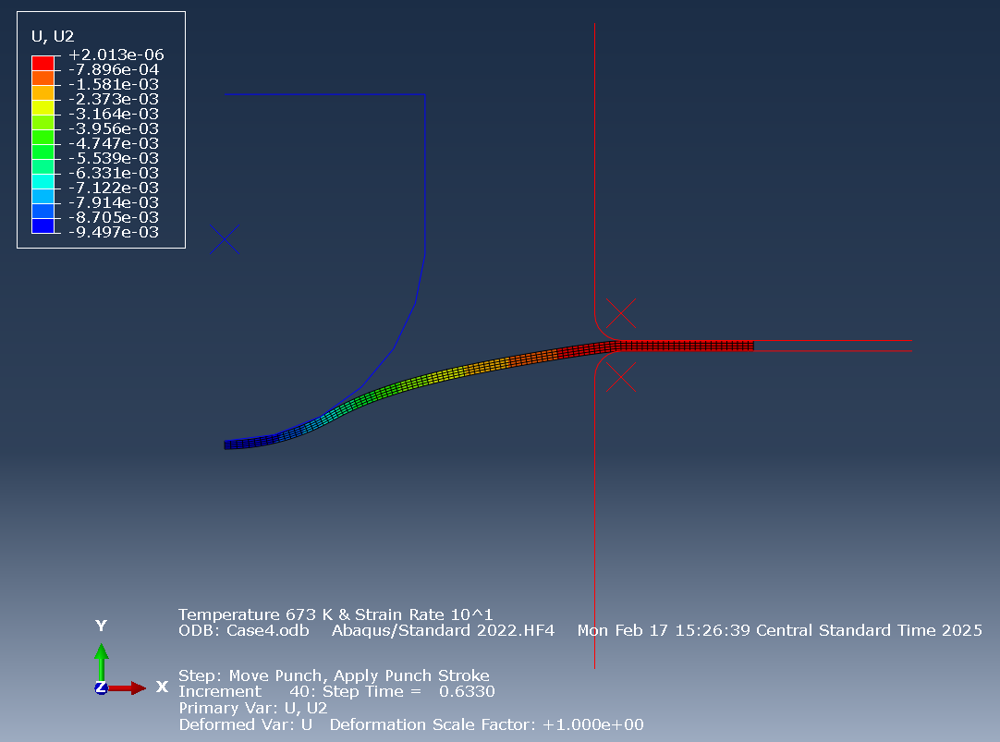 U, U2
+2.013e-06
-7.896e-04
-1.581e-03
-2.373e-03
-3.164e-03
-3.956e-03
-4.747e-03
-5.539e-03
-6.331e-03
-7.122e-03
-7.914e-03
-8.705e-03
-9.497e-03
Temperature 673 K & Strain Rate 10^1
ODB: Case4.odb    Abaqus/Standard 2022.HF4    Mon Feb 17 15:26:39 Central Standard Time 2025
Y
Z
X
Step: Move Punch, Apply Punch Stroke
Increment    40: Step Time =    0.6330
Primary Var: U, U2
Deformed Var: U   Deformation Scale Factor: +1.000e+00